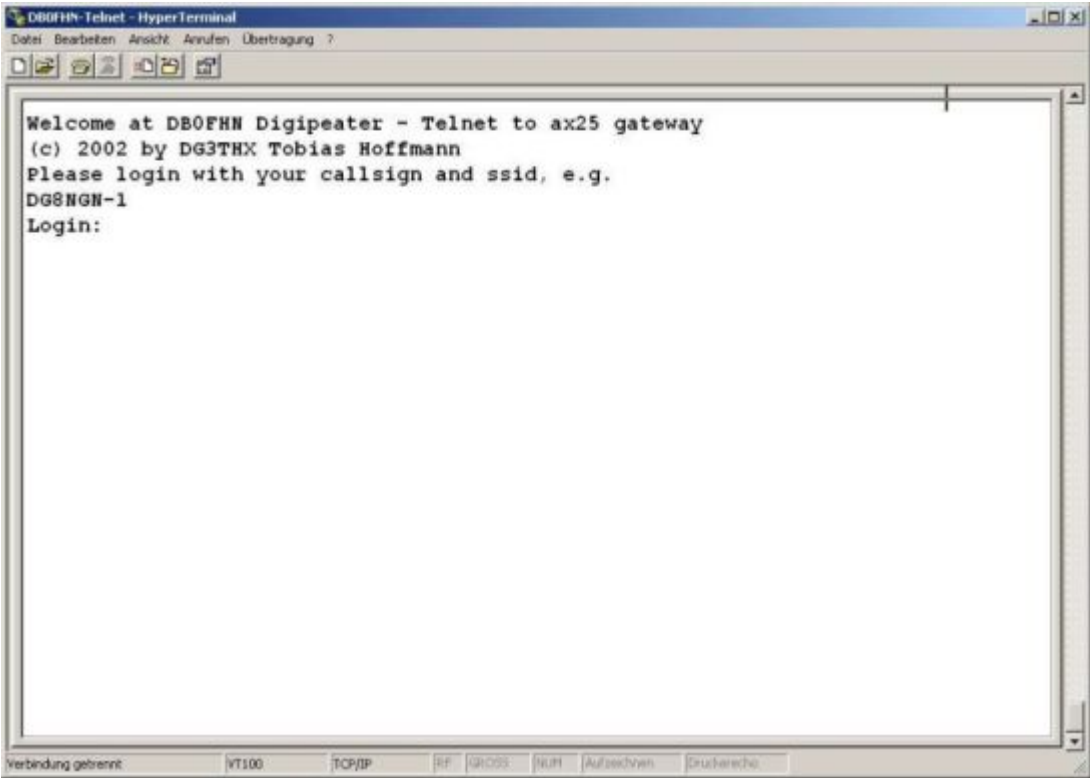 DB0FHN-Telnet - HyperTerminal
Datei Bearbeiten Ansicht Anrufen Übertragung ?
Welcome at DB0FHN Digipeater - Telnet to ax25 gateway
(c) 2002 by DG3THX Tobias Hoffmann
Please login with your callsign and ssid, e.g.
DG8NGN-1
Login:
Verbindung getrennt VT100 TCP/IP RF GROSS NUM Aufzeichnen Druckerecho